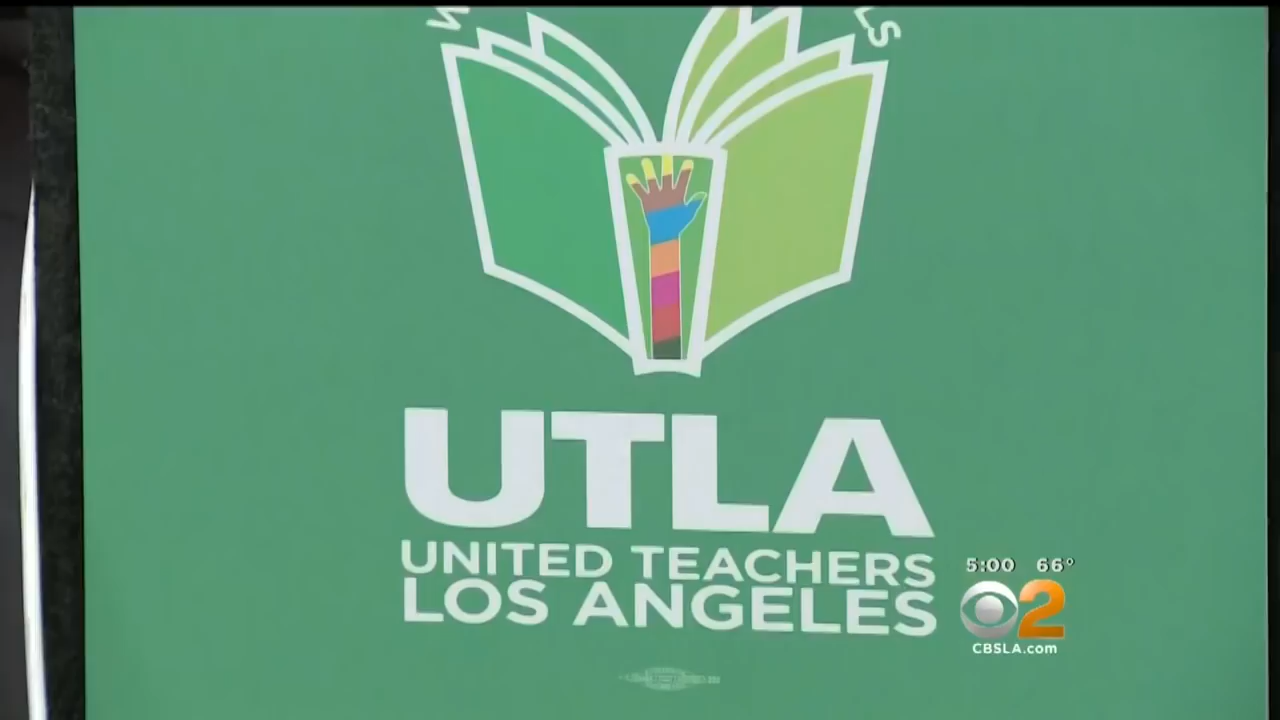 UTLA
UNITED TEACHERS
LOS ANGELES
5:00 66°
2
CBSLA.com